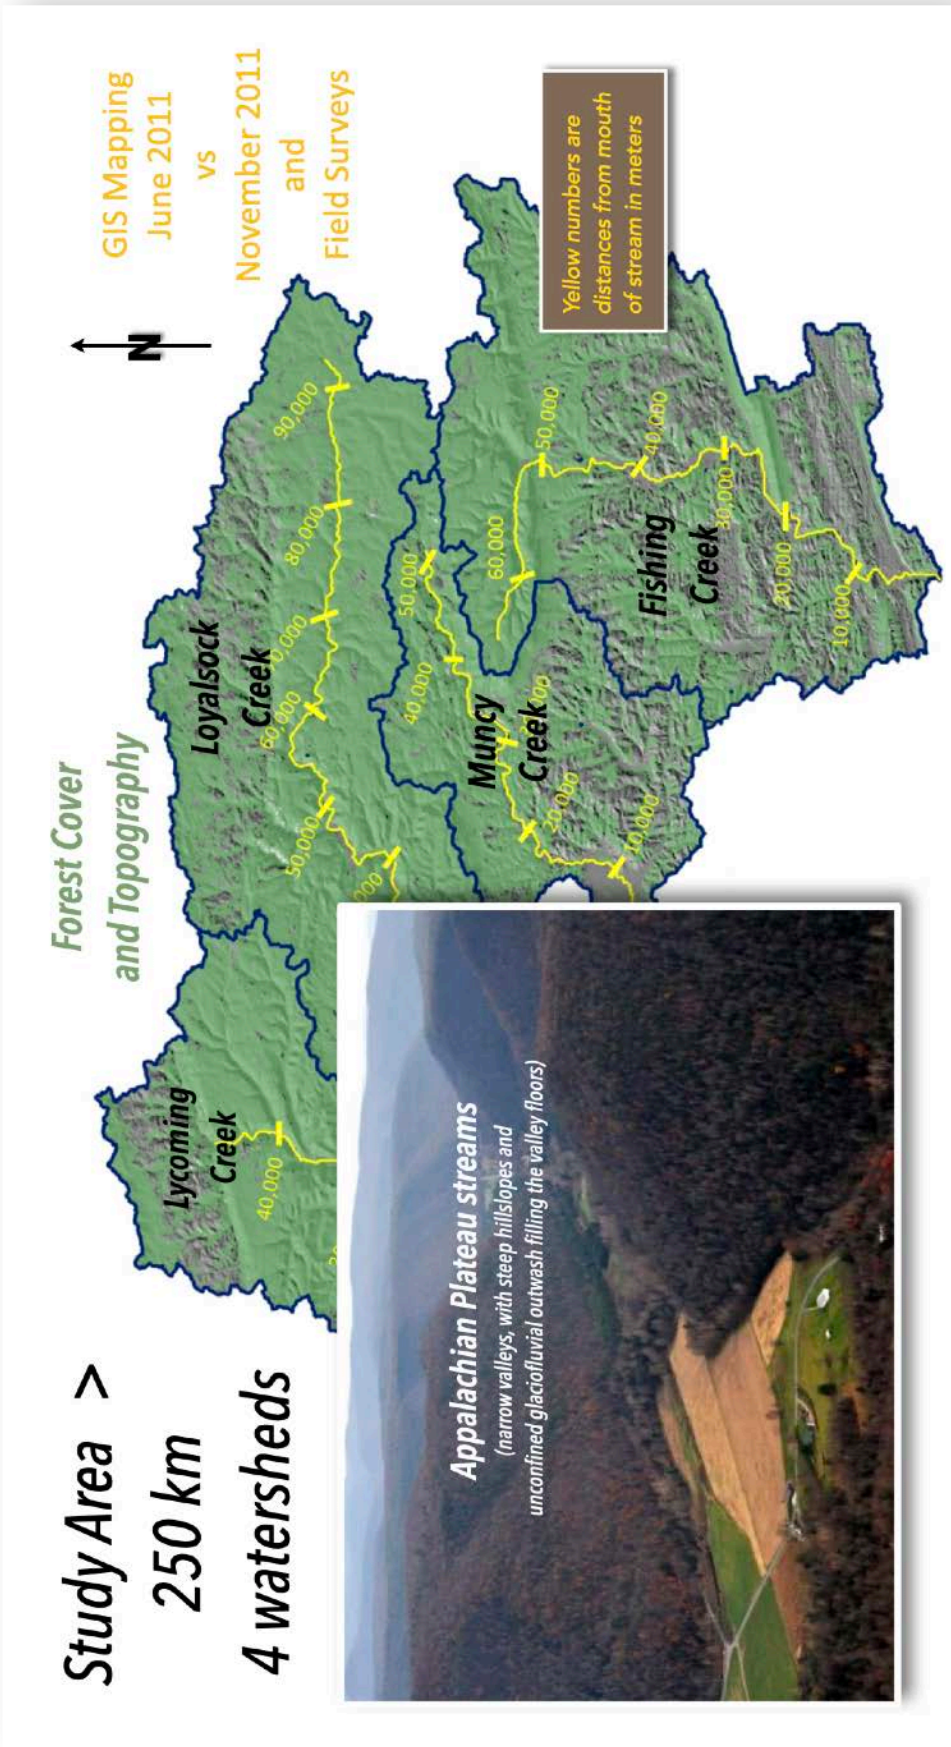 Study Area >
250 km
4 watersheds
Forest Cover
and Topography
GIS Mapping
June 2011
vs
November 2011
and
Field Surveys
N
Lycoming
Creek
40,000
Loyalsock
Creek
50,000
60,000
80,000
90,000
Muncy
Creek
10,000
20,000
40,000
50,000
Fishing
Creek
10,000
20,000
30,000
40,000
50,000
60,000
Yellow numbers are
distances from mouth
of stream in meters
Appalachian Plateau streams
(narrow valleys, with steep hillslopes and
unconfined glaciofluvial outwash filling the valley floors)